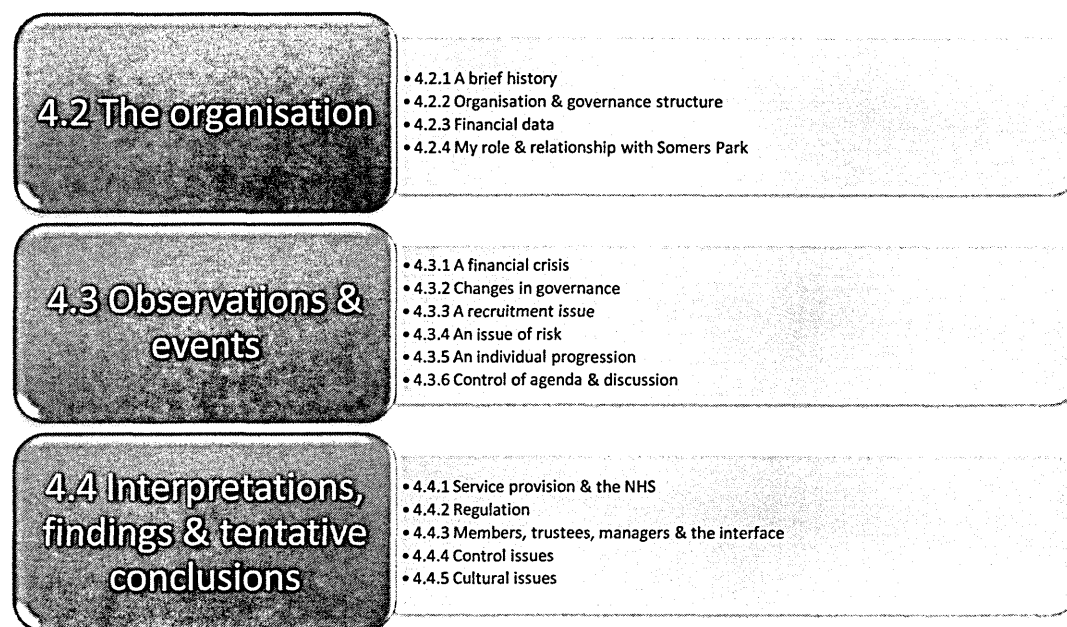 4.2 The organisation
• 4.2.1 A brief history
• 4.2.2 Organisation & governance structure
• 4.2.3 Financial data
• 4.2.4 My role & relationship with Somers Park
4.3 Observations &
events
• 4.3.1 A financial crisis
• 4.3.2 Changes in governance
• 4.3.3 A recruitment issue
• 4.3.4 An issue of risk
• 4.3.5 An individual progression
• 4.3.6 Control of agenda & discussion
4.4 Interpretations,
findings & tentative
conclusions
• 4.4.1 Service provision & the NHS
• 4.4.2 Regulation
• 4.4.3 Members, trustees, managers & the interface
• 4.4.4 Control issues
• 4.4.5 Cultural issues